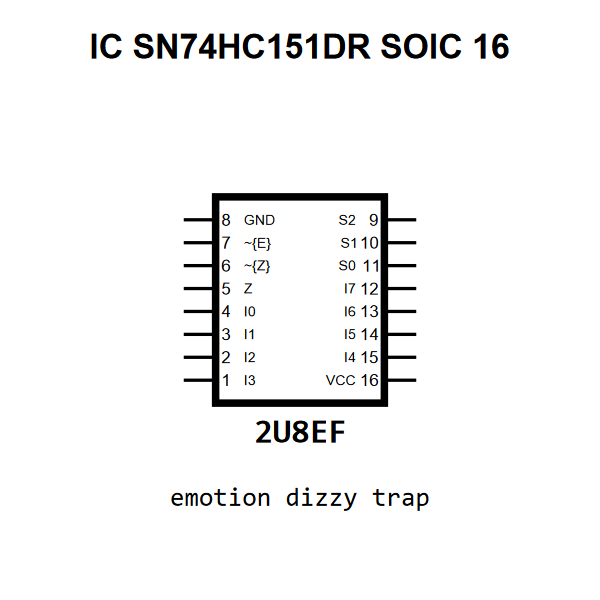 IC SN74HC151DR SOIC 16
8 GND S2 9
7 ~{E} S1 10
6 ~{Z} S0 11
5 Z I7 12
4 I0 I6 13
3 I1 I5 14
2 I2 I4 15
1 I3 VCC 16
2U8EF
emotion dizzy trap